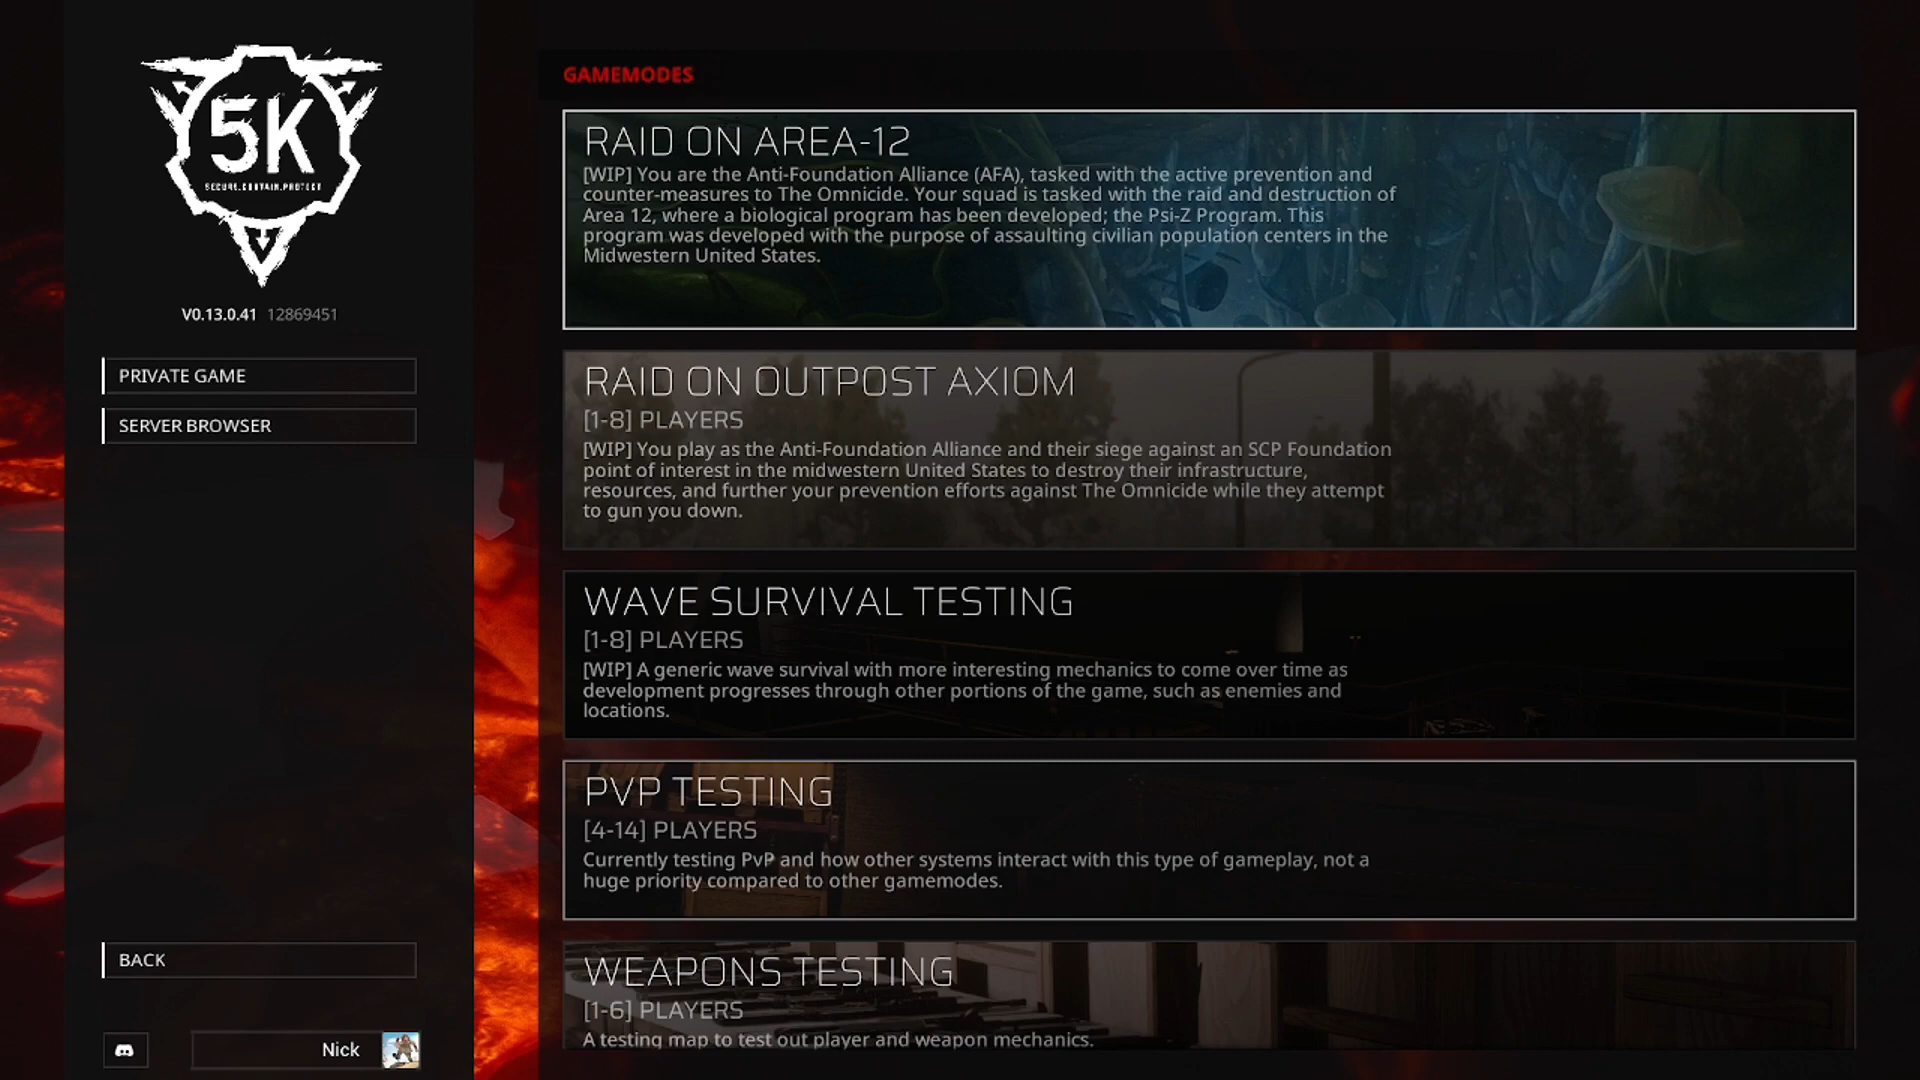 5K
SECURE.CONTAIN.PROTECT
V0.13.0.41 12869451
PRIVATE GAME
SERVER BROWSER
BACK
Nick
GAMEMODES
RAID ON AREA-12
[WIP] You are the Anti-Foundation Alliance (AFA), tasked with the active prevention and
counter-measures to The Omnicide. Your squad is tasked with the raid and destruction of
Area 12, where a biological program has been developed; the Psi-Z Program. This
program was developed with the purpose of assaulting civilian population centers in the
Midwestern United States.
RAID ON OUTPOST AXIOM
[1-8] PLAYERS
[WIP] You play as the Anti-Foundation Alliance and their siege against an SCP Foundation
point of interest in the midwestern United States to destroy their infrastructure,
resources, and further your prevention efforts against The Omnicide while they attempt
to gun you down.
WAVE SURVIVAL TESTING
[1-8] PLAYERS
[WIP] A generic wave survival with more interesting mechanics to come over time as
development progresses through other portions of the game, such as enemies and
locations.
PVP TESTING
[4-14] PLAYERS
Currently testing PvP and how other systems interact with this type of gameplay, not a
huge priority compared to other gamemodes.
WEAPONS TESTING
[1-6] PLAYERS
A testing map to test out player and weapon mechanics.